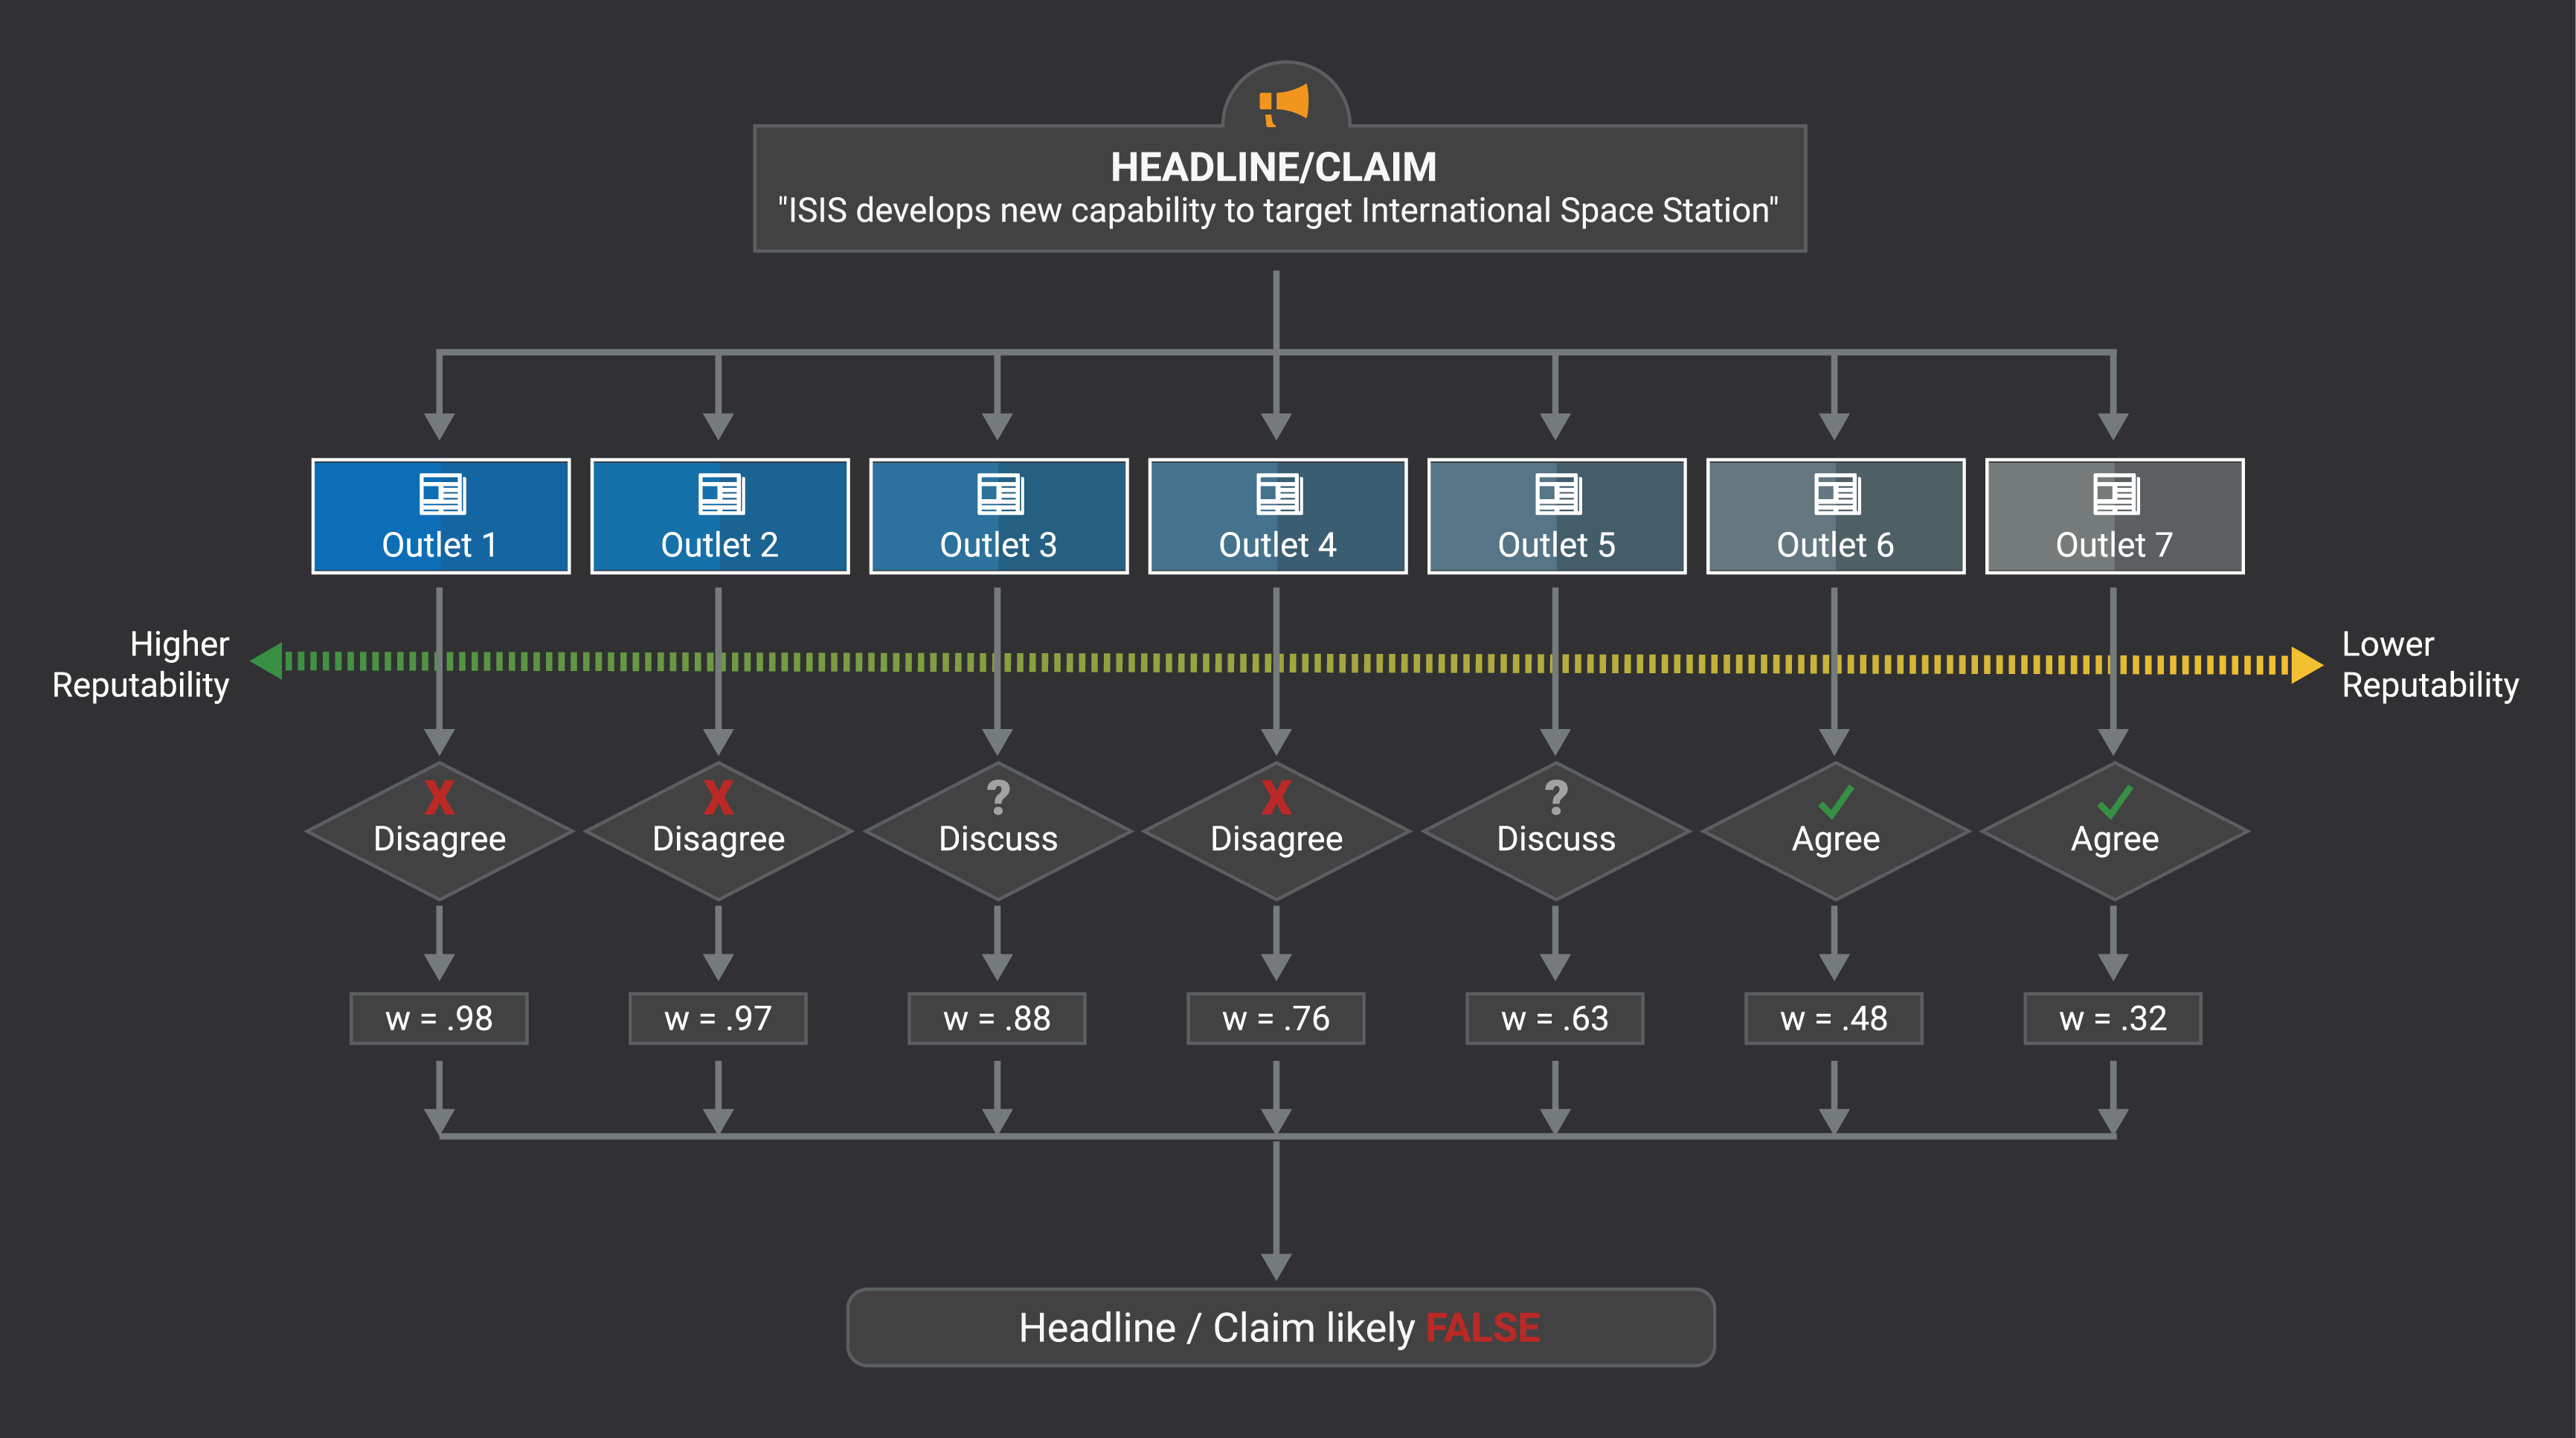 HEADLINE/CLAIM
"ISIS develops new capability to target International Space Station"
Outlet 1
Outlet 2
Outlet 3
Outlet 4
Outlet 5
Outlet 6
Outlet 7
Higher
Reputability
Lower
Reputability
X
Disagree
X
Disagree
?
Discuss
X
Disagree
?
Discuss
Agree
Agree
w = .98
w = .97
w = .88
w = .76
w = .63
w = .48
w = .32
Headline / Claim likely FALSE